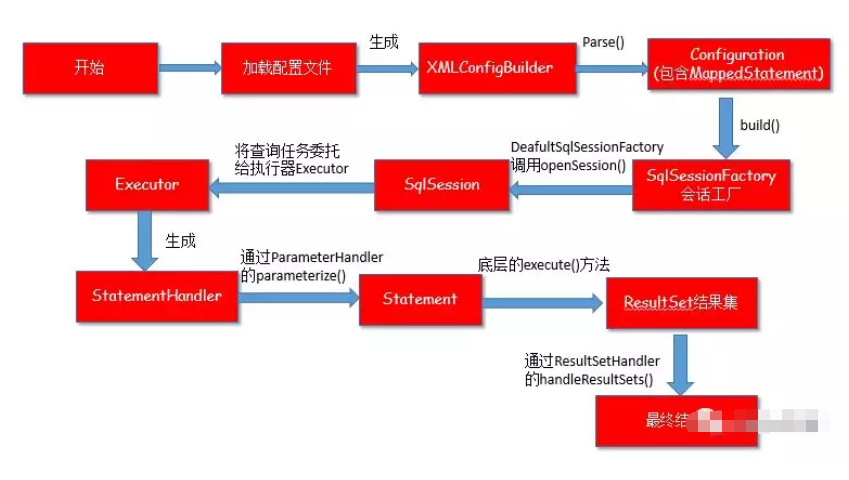 开始
加载配置文件
生成
XMLConfigBuilder
Parse()
Configuration
(包含MappedStatement)
build()
SqlSessionFactory
会话工厂
DeafultSqlSessionFactory
调用openSession()
SqlSession
将查询任务委托
给执行器Executor
Executor
生成
StatementHandler
通过ParameterHandler
的parameterize()
Statement
底层的execute()方法
ResultSet结果集
通过ResultSetHandler
的handleResultSets()
最终结